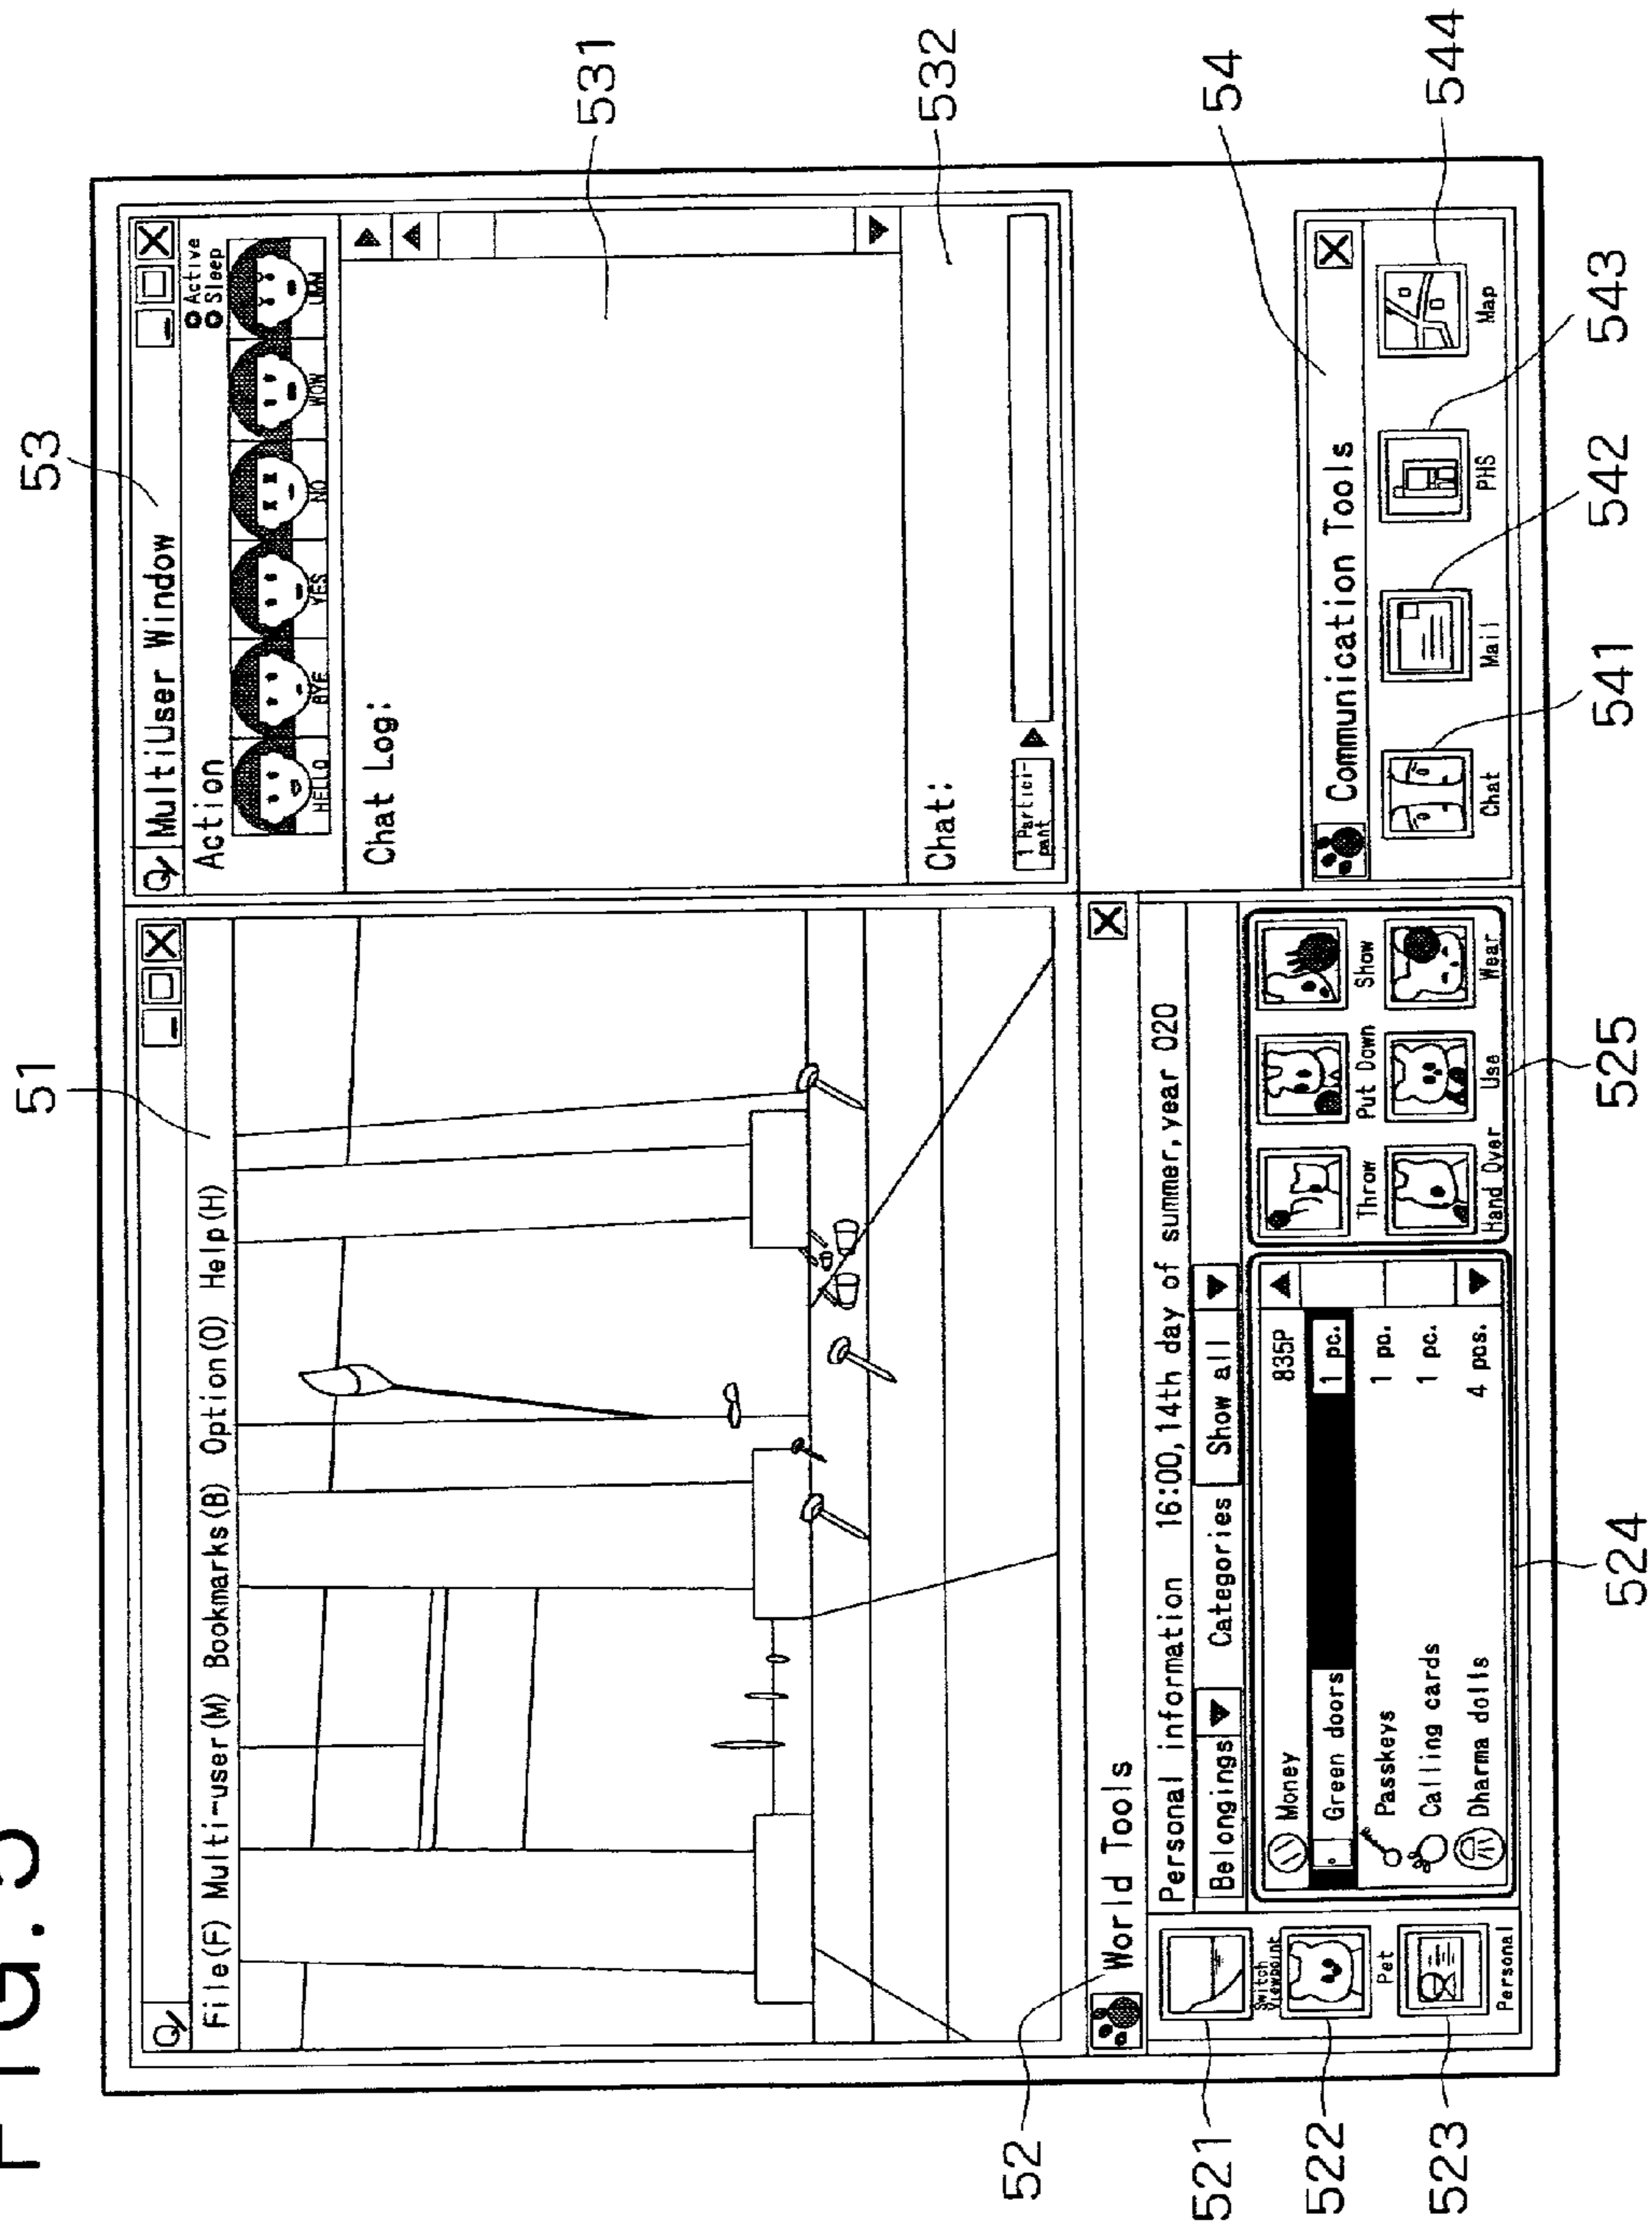 FIG. 5
51
53
File(F) Multi-user(M) Bookmarks(B) Option(O) Help(H)
MultiUser Window
Action
Active
Sleep
HELLO
BYE
YES
NO
WOW
UMM
Chat Log:
531
Chat:
532
1 Partici-
pant
52
World Tools
Personal information 16:00,14th day of summer,year 020
Belongings
Categories
Show all
521
Switch
Viewpoint
522
Pet
523
Personal
Money 835P
Green doors 1 pc.
Passkeys 1 pc.
Calling cards 1 pc.
Dharma dolls 4 pcs.
524
Throw
Put Down
Show
Hand Over
Use
Wear
525
54
Communication Tools
Chat
Mail
PHS
Map
541
542
543
544